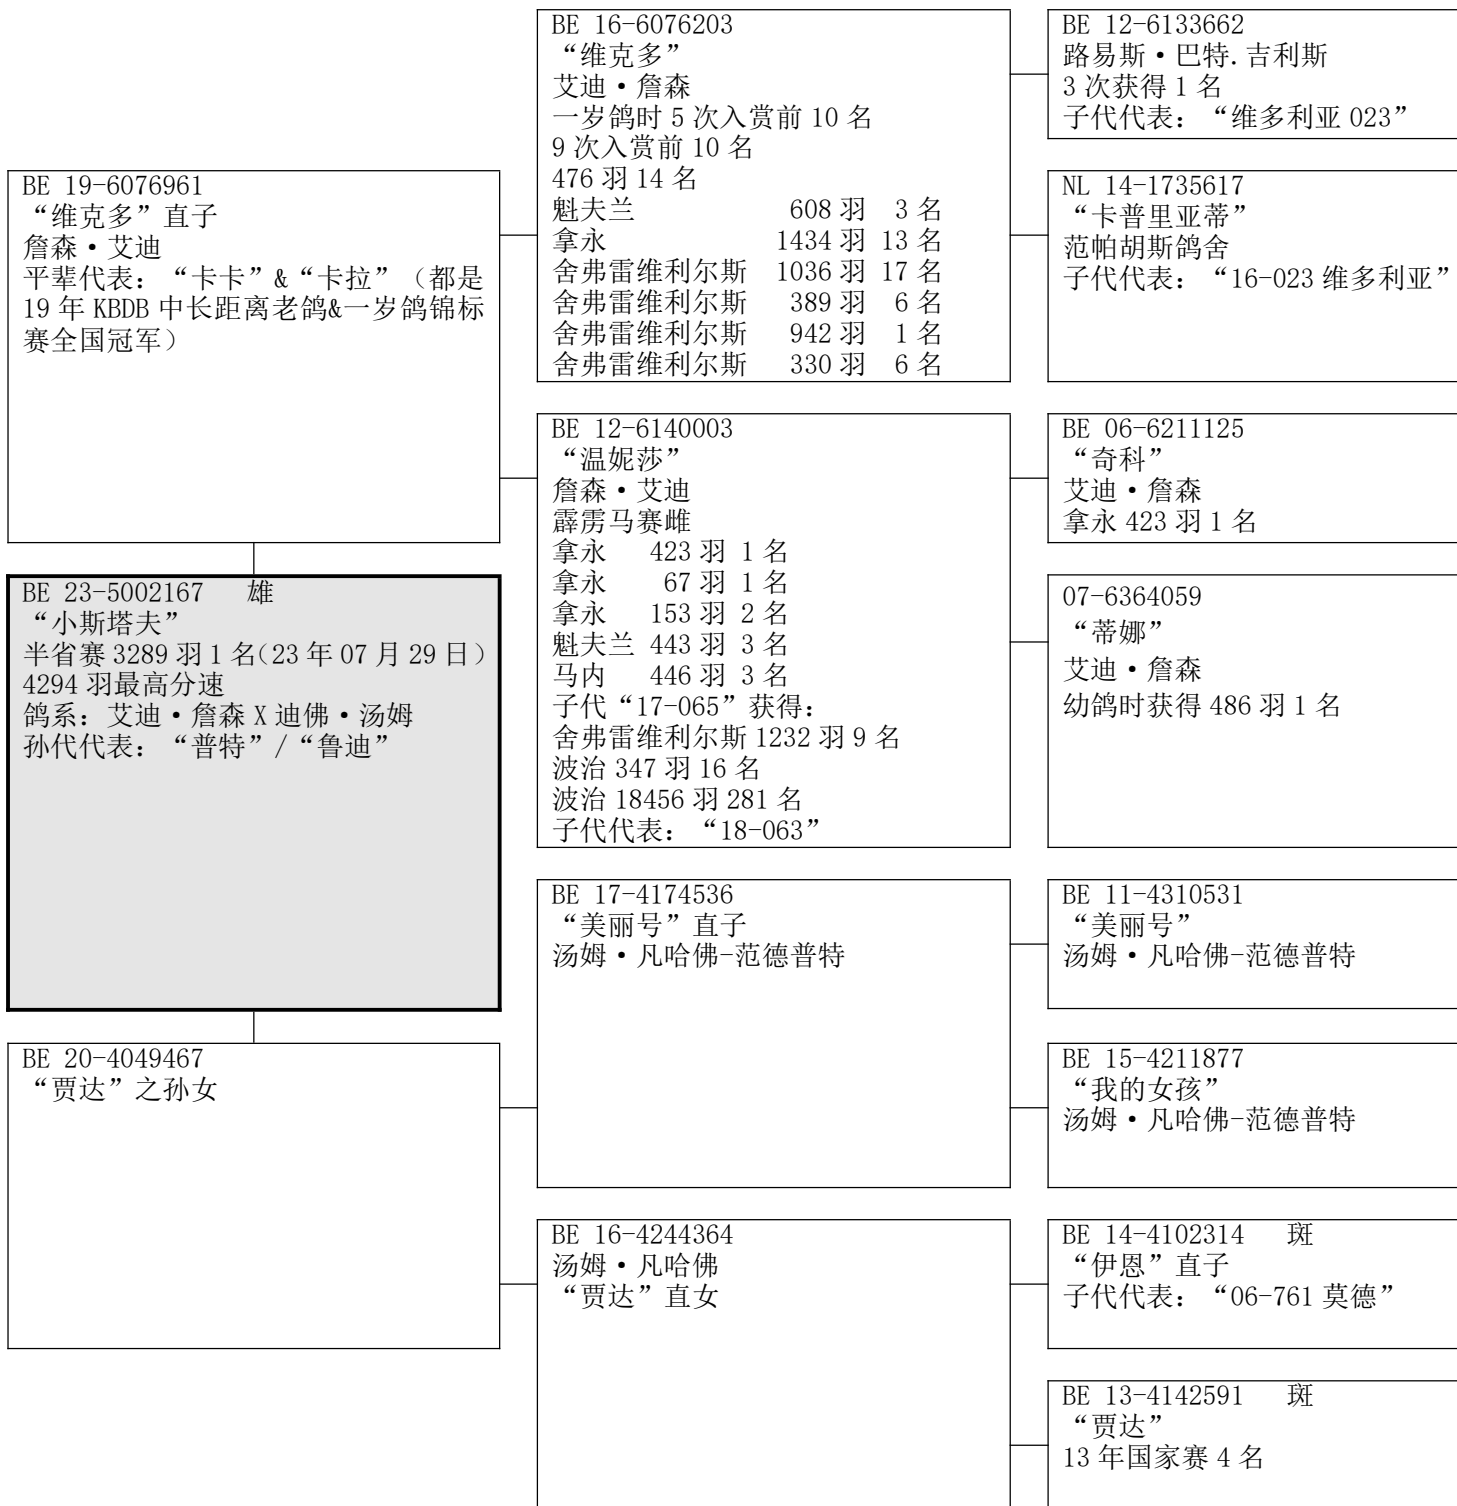 BE 19-6076961
“维克多”直子
詹森·艾迪
平辈代表：“卡卡”&“卡拉”（都是
19 年 KBDB 中长距离老鸽&一岁鸽锦标
赛全国冠军）
BE 23-5002167 雄
“小斯塔夫”
半省赛 3289 羽 1 名（23 年 07 月 29 日）
4294 羽最高分速
鸽系：艾迪·詹森 X 迪佛·汤姆
孙代代表：“普特”/“鲁迪”
BE 20-4049467
“贾达”之孙女
BE 16-6076203
“维克多”
艾迪·詹森
一岁鸽时 5 次入赏前 10 名
9 次入赏前 10 名
476 羽 14 名
魁夫兰 608 羽 3 名
拿永 1434 羽 13 名
舍弗雷维利尔斯 1036 羽 17 名
舍弗雷维利尔斯 389 羽 6 名
舍弗雷维利尔斯 942 羽 1 名
舍弗雷维利尔斯 330 羽 6 名
BE 12-6140003
“温妮莎”
詹森·艾迪
霹雳马赛雌
拿永 423 羽 1 名
拿永 67 羽 1 名
拿永 153 羽 2 名
魁夫兰 443 羽 3 名
马内 446 羽 3 名
子代“17-065”获得：
舍弗雷维利尔斯 1232 羽 9 名
波治 347 羽 16 名
波治 18456 羽 281 名
子代代表：“18-063”
BE 17-4174536
“美丽号”直子
汤姆·凡哈佛-范德普特
BE 16-4244364
汤姆·凡哈佛
“贾达”直女
BE 12-6133662
路易斯·巴特.吉利斯
3 次获得 1 名
子代代表：“维多利亚 023”
NL 14-1735617
“卡普里亚蒂”
范帕胡斯鸽舍
子代代表：“16-023 维多利亚”
BE 06-6211125
“奇科”
艾迪·詹森
拿永 423 羽 1 名
07-6364059
“蒂娜”
艾迪·詹森
幼鸽时获得 486 羽 1 名
BE 11-4310531
“美丽号”
汤姆·凡哈佛-范德普特
BE 15-4211877
“我的女孩”
汤姆·凡哈佛-范德普特
BE 14-4102314 斑
“伊恩”直子
子代代表：“06-761 莫德”
BE 13-4142591 斑
“贾达”
13 年国家赛 4 名